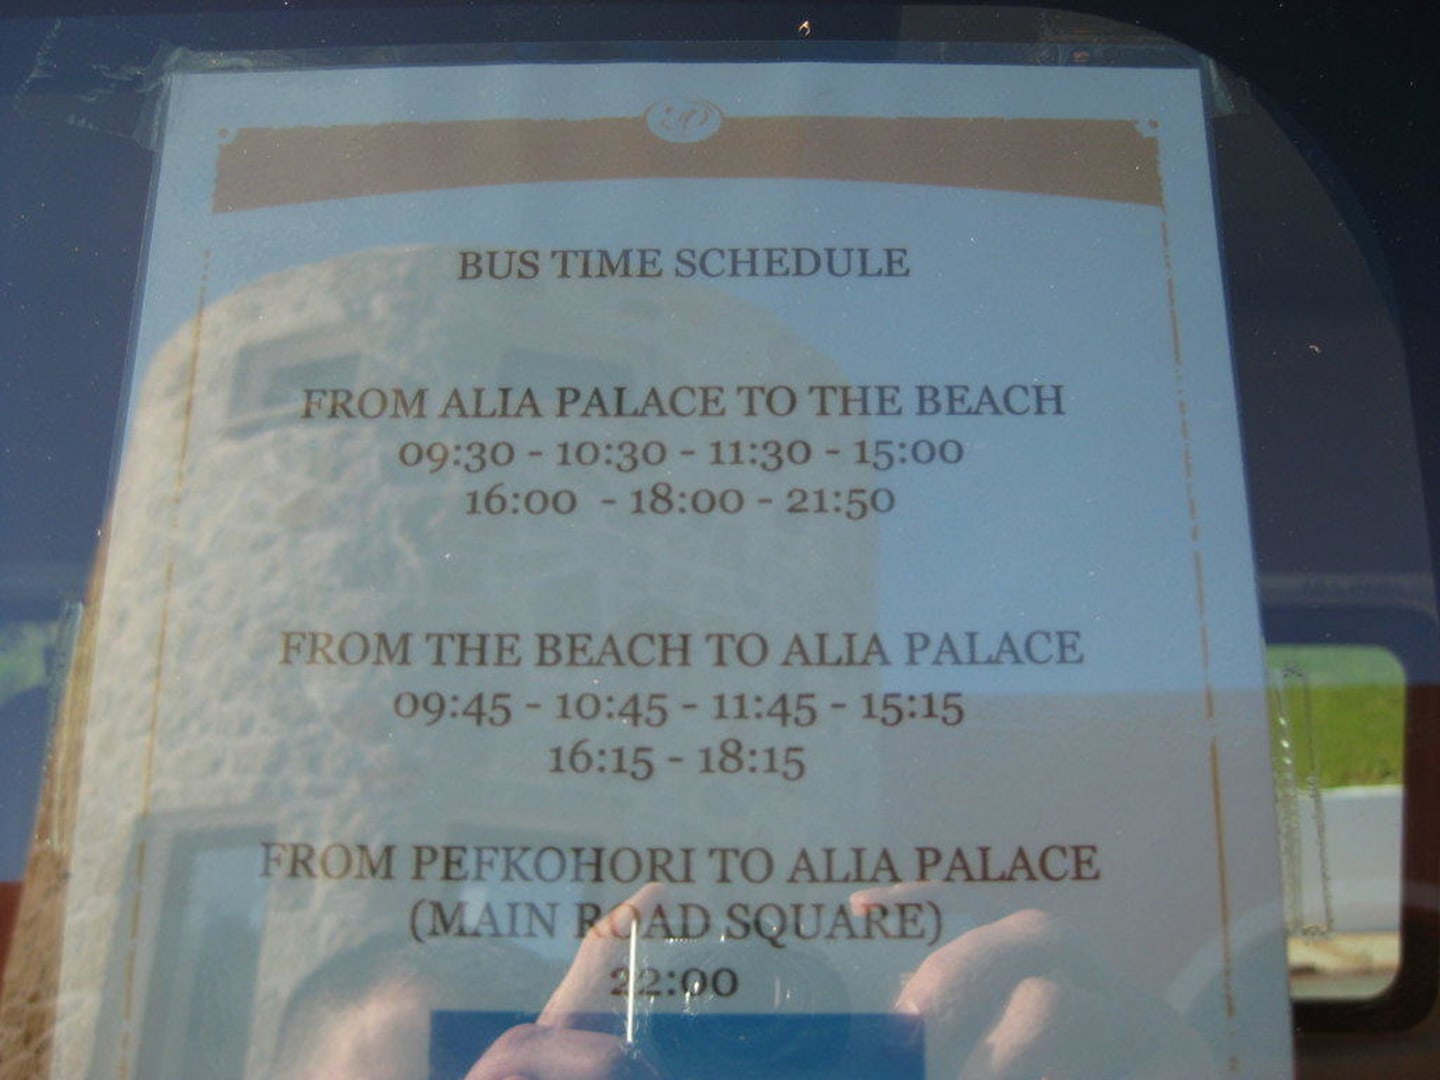 BUS TIME SCHEDULE
FROM ALIA PALACE TO THE BEACH
09:30 - 10:30 - 11:30 - 15:00
16:00 - 18:00 - 21:50
FROM THE BEACH TO ALIA PALACE
09:45 - 10:45 - 11:45 - 15:15
16:15 - 18:15
FROM PEFKOHORI TO ALIA PALACE
(MAIN ROAD SQUARE)
22:00